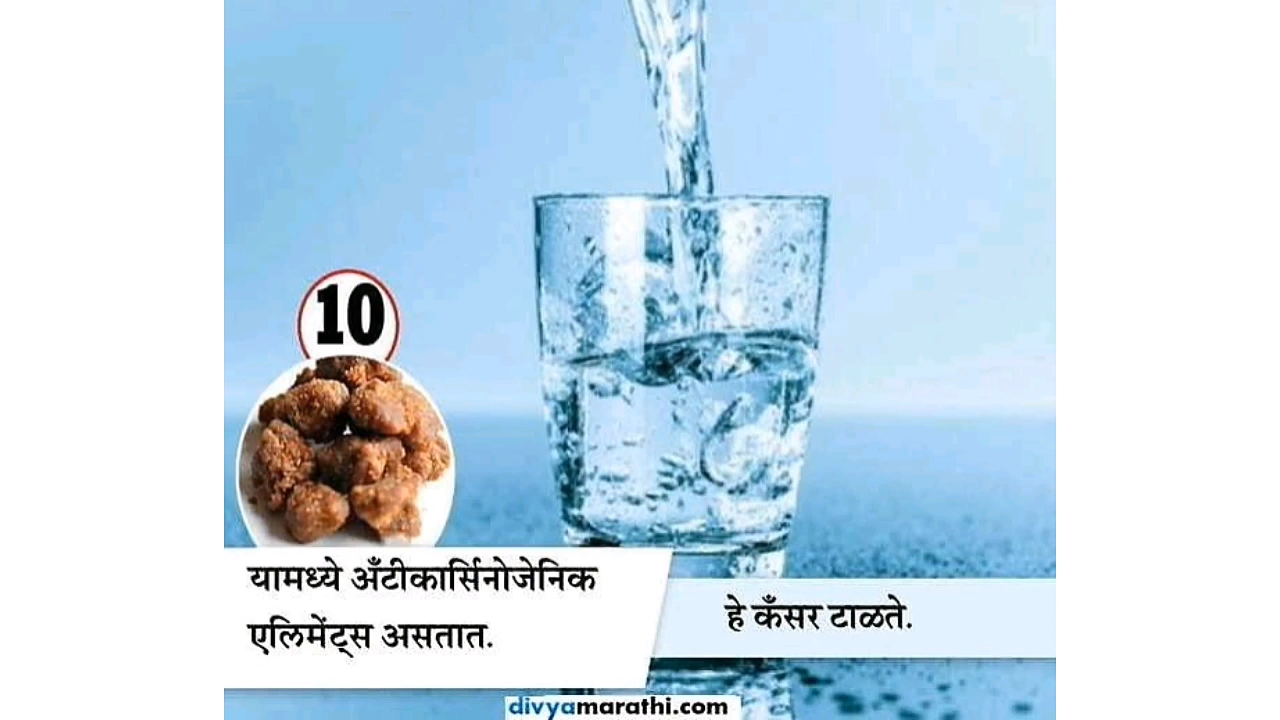 10
यामध्ये अँटीकार्सिनोजेनिक
एलिमेंट्स असतात.
हे कँसर टाळते.
divyamarathi.com